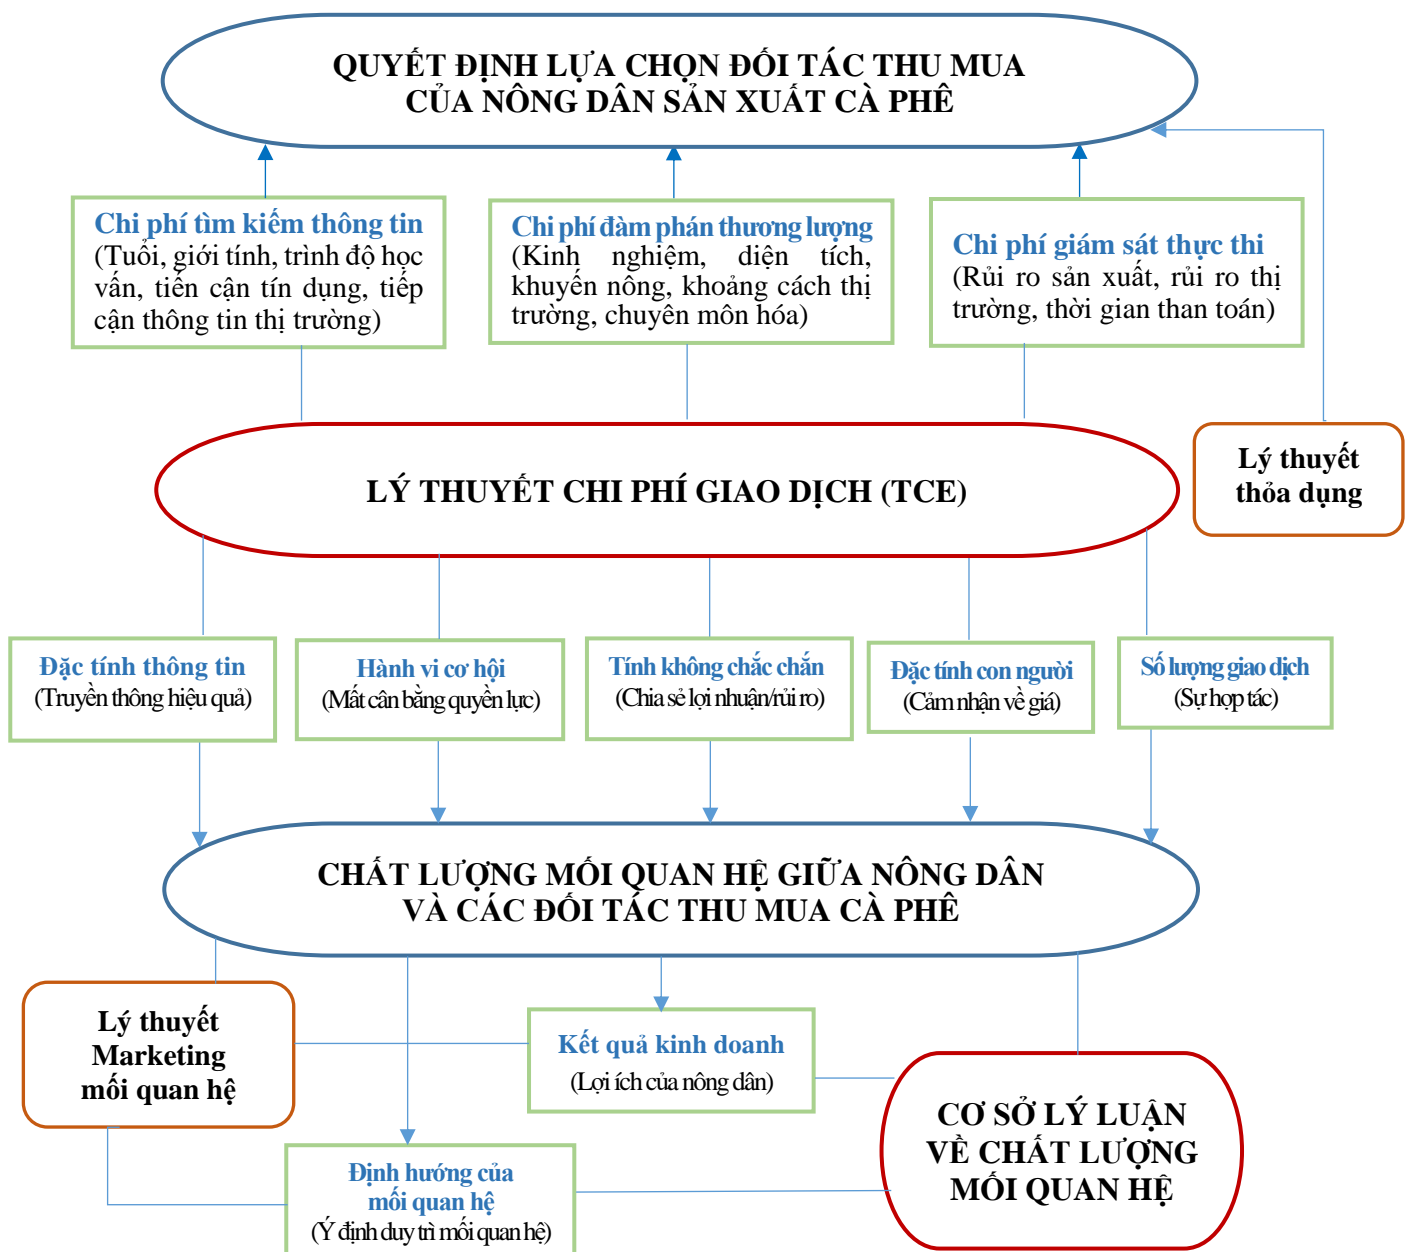 QUYẾT ĐỊNH LỰA CHỌN ĐỐI TÁC THU MUA
CỦA NÔNG DÂN SẢN XUẤT CÀ PHÊ
Chi phí tìm kiếm thông tin
(Tuổi, giới tính, trình độ học
vấn, tiến cận tín dụng, tiếp
cận thông tin thị trường)
Chi phí đàm phán thương lượng
(Kinh nghiệm, diện tích,
khuyến nông, khoảng cách thị
trường, chuyên môn hóa)
Chi phí giám sát thực thi
(Rủi ro sản xuất, rủi ro thị
trường, thời gian than toán)
LÝ THUYẾT CHI PHÍ GIAO DỊCH (TCE)
Lý thuyết
thỏa dụng
Đặc tính thông tin
(Truyền thông hiệu quả)
Hành vi cơ hội
(Mất cân bằng quyền lực)
Tính không chắc chắn
(Chia sẻ lợi nhuận/rủi ro)
Đặc tính con người
(Cảm nhận về giá)
Số lượng giao dịch
(Sự hợp tác)
CHẤT LƯỢNG MỐI QUAN HỆ GIỮA NÔNG DÂN
VÀ CÁC ĐỐI TÁC THU MUA CÀ PHÊ
Lý thuyết
Marketing
mối quan hệ
Kết quả kinh doanh
(Lợi ích của nông dân)
CƠ SỞ LÝ LUẬN
VỀ CHẤT LƯỢNG
MỐI QUAN HỆ
Định hướng của
mối quan hệ
(Ý định duy trì mối quan hệ)